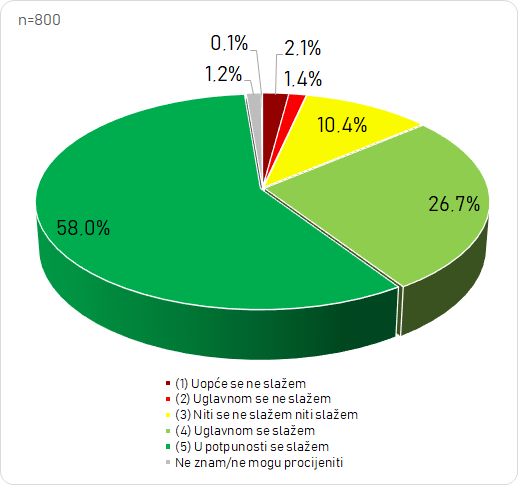 n=800
0.1%
2.1%
1.2%
1.4%
10.4%
26.7%
58.0%
(1) Uopće se ne slažem
(2) Uglavnom se ne slažem
(3) Niti se ne slažem niti slažem
(4) Uglavnom se slažem
(5) U potpunosti se slažem
Ne znam/ne mogu procijeniti